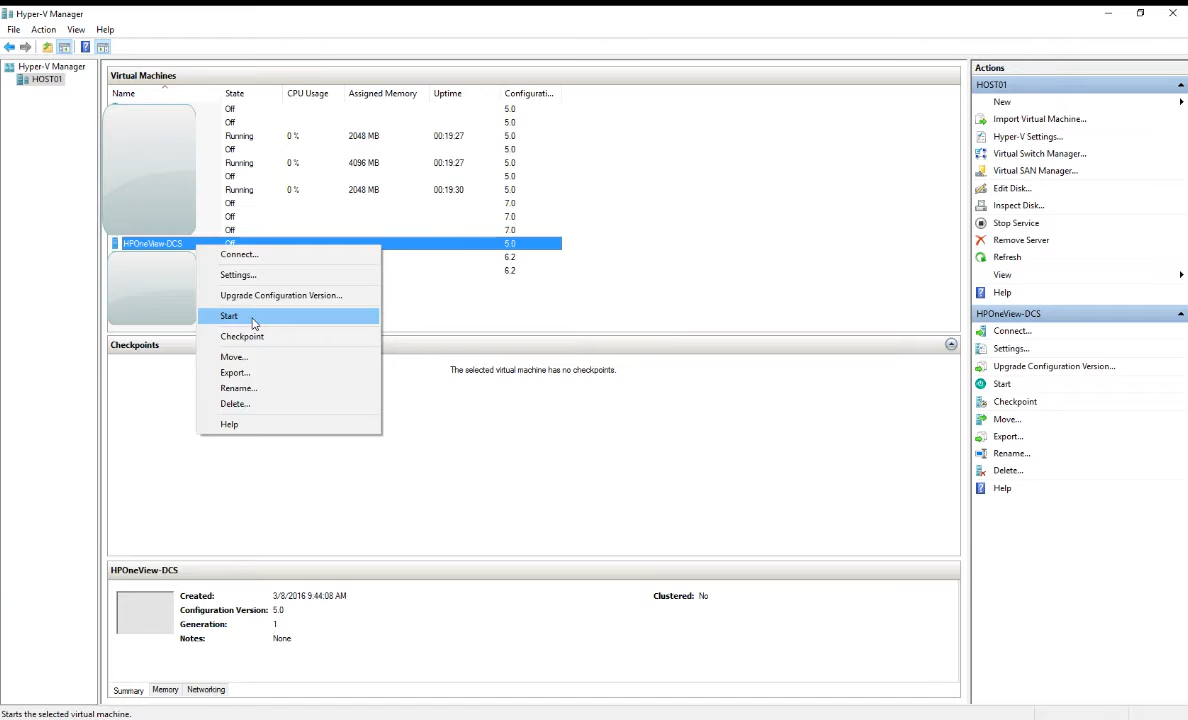 Hyper-V Manager
File Action View Help
Hyper-V Manager
HOST01
Virtual Machines
Name State CPU Usage Assigned Memory Uptime Configurati...
Off 5.0
Off 5.0
Running 0 % 2048 MB 00:19:27 5.0
Off 5.0
Running 0 % 4096 MB 00:19:27 5.0
Off 5.0
Running 0 % 2048 MB 00:19:30 5.0
Off 7.0
Off 7.0
Off 7.0
HPOneView-DCS Off 5.0
6.2
6.2
Connect...
Settings...
Upgrade Configuration Version...
Start
Checkpoint
Move...
Export...
Rename...
Delete...
Help
Checkpoints
The selected virtual machine has no checkpoints.
HPOneView-DCS
Created: 3/8/2016 9:44:08 AM Clustered: No
Configuration Version: 5.0
Generation: 1
Notes: None
Summary Memory Networking
Actions
HOST01
New
Import Virtual Machine...
Hyper-V Settings...
Virtual Switch Manager...
Virtual SAN Manager...
Edit Disk...
Inspect Disk...
Stop Service
Remove Server
Refresh
View
Help
HPOneView-DCS
Connect...
Settings...
Upgrade Configuration Version...
Start
Checkpoint
Move...
Export...
Rename...
Delete...
Help
Starts the selected virtual machine.